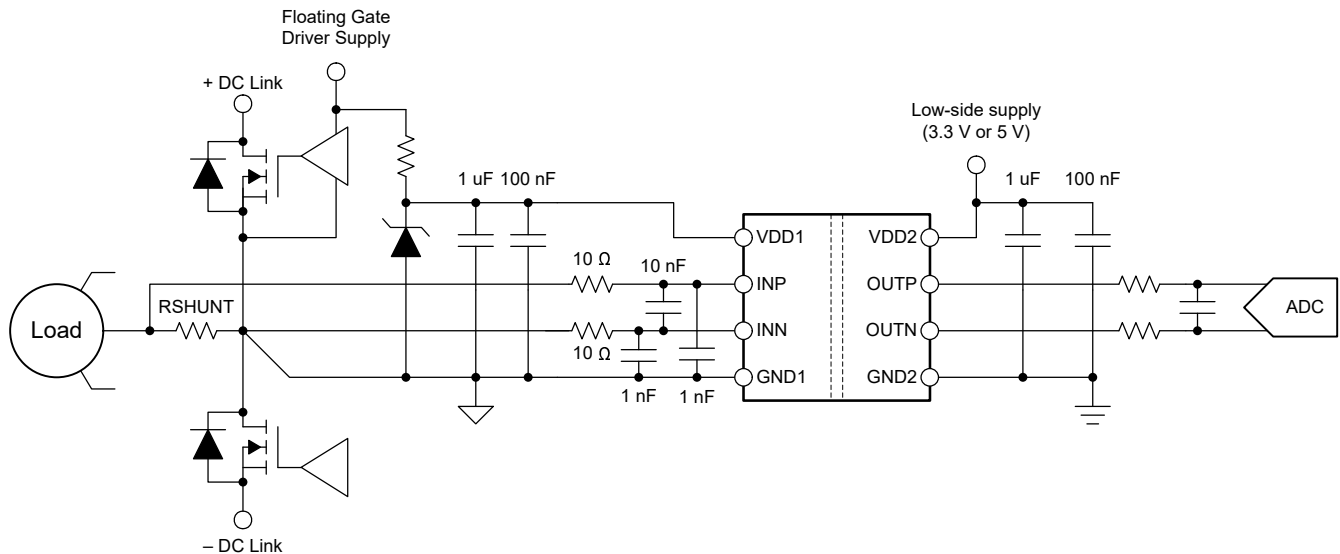 Floating Gate
Driver Supply
+ DC Link
Low-side supply
(3.3 V or 5 V)
1 uF
100 nF
1 uF
100 nF
VDD1
VDD2
10 Ω
10 nF
INP
OUTP
RSHUNT
Load
INN
OUTN
ADC
10 Ω
GND1
GND2
1 nF
1 nF
– DC Link